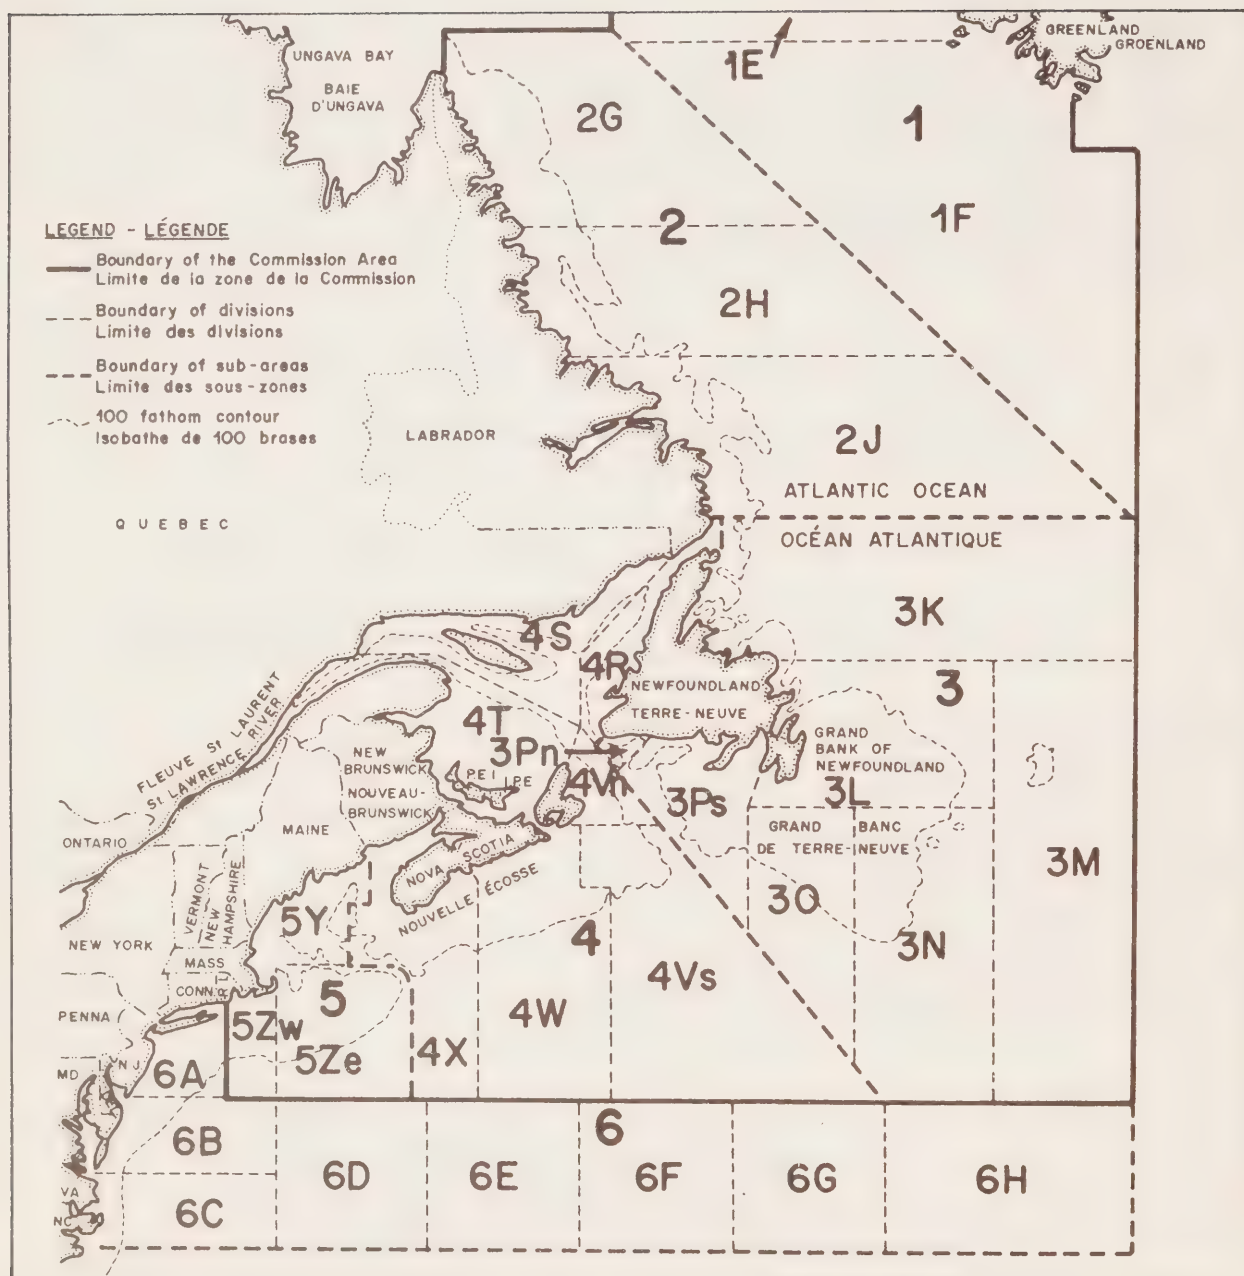 UNGAVA BAY
BAIE
D'UNGAVA
GREENLAND
GROENLAND
1E
1
2G
1F
2
2H
LEGEND - LÉGENDE
Boundary of the Commission Area
Limite de la zone de la Commission
Boundary of divisions
Limite des divisions
Boundary of sub-areas
Limite des sous-zones
100 fathom contour
Isobathe de 100 brases
LABRADOR
2J
ATLANTIC OCEAN
OCÉAN ATLANTIQUE
QUEBEC
3K
4S
4R
NEWFOUNDLAND
TERRE-NEUVE
3
FLEUVE St LAURENT
St LAWRENCE RIVER
4T
3Pn
4Vn
3Ps
GRAND
BANK OF
NEWFOUNDLAND
3L
NEW
BRUNSWICK
NOUVEAU-
BRUNSWICK
PEI
IPE
MAINE
ONTARIO
GRAND BANC
DE TERRE-NEUVE
3M
3O
3N
NOVA SCOTIA
NOUVELLE ÉCOSSE
VERMONT
NEW
HAMPSHIRE
5Y
4
NEW YORK
MASS
CONN.
R.I.
4Vs
5
4W
PENNA
5Zw
5Ze
4X
MD
N.J.
6A
6
6B
6D
6E
6F
6G
6H
VA
6C
NC